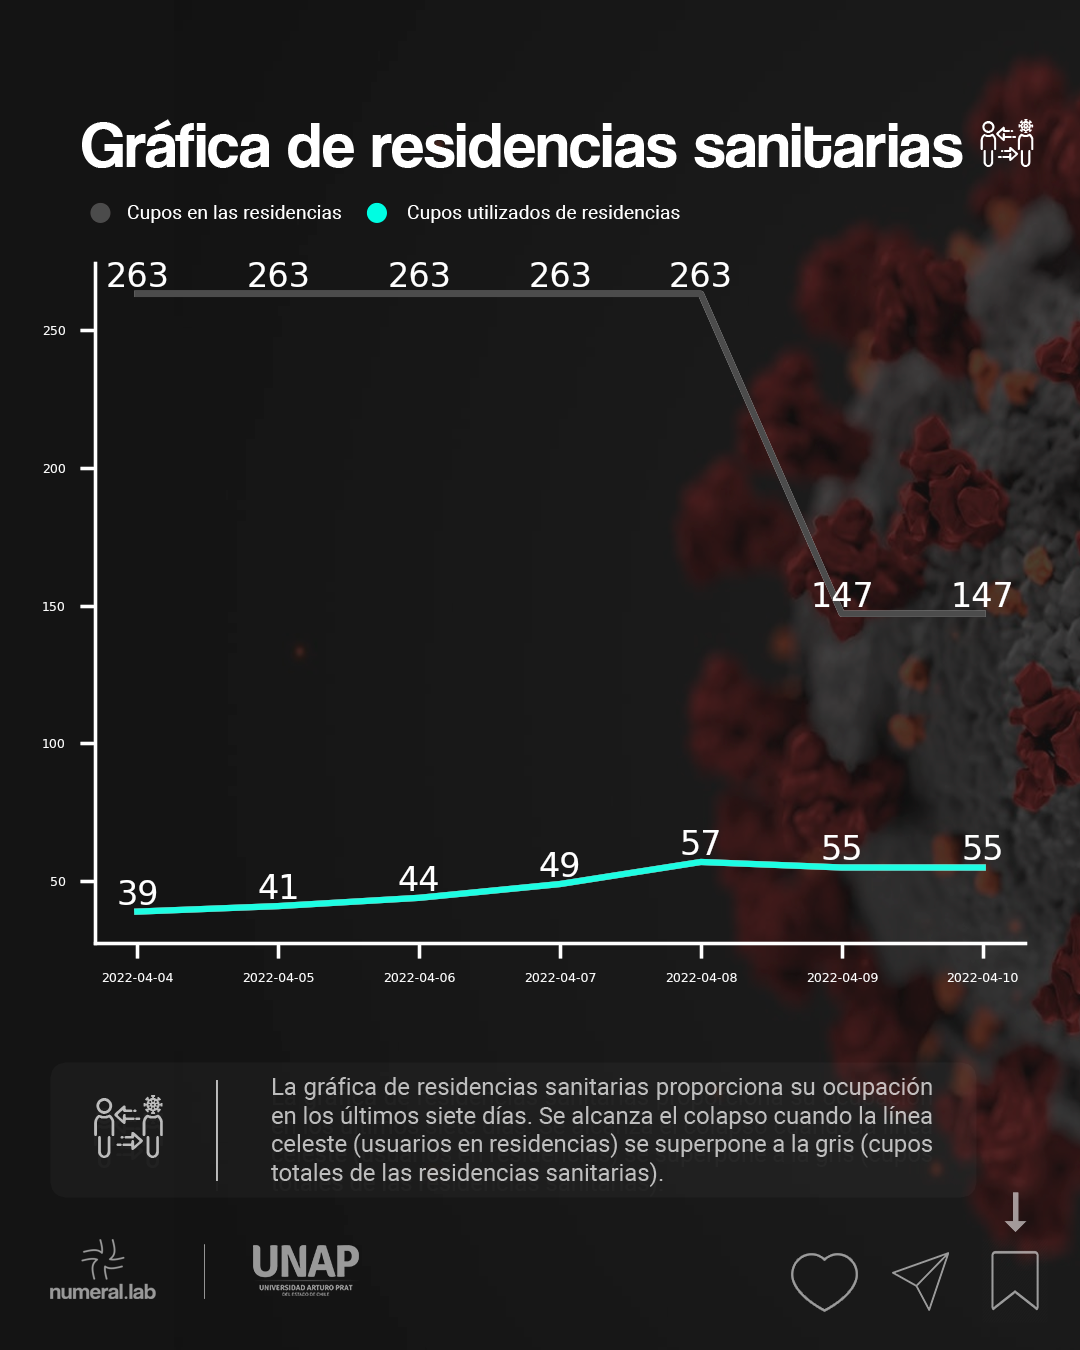 Gráfica de residencias sanitarias
Cupos en las residencias
Cupos utilizados de residencias
263 263 263 263 263
250
200
150
147 147
100
50
39 41 44 49 57 55 55
2022-04-04 2022-04-05 2022-04-06 2022-04-07 2022-04-08 2022-04-09 2022-04-10
La gráfica de residencias sanitarias proporciona su ocupación
en los últimos siete días. Se alcanza el colapso cuando la línea
celeste (usuarios en residencias) se superpone a la gris (cupos
totales de las residencias sanitarias).
numeral.lab
UNAP
UNIVERSIDAD ARTURO PRAT
DEL ESTADO DE CHILE